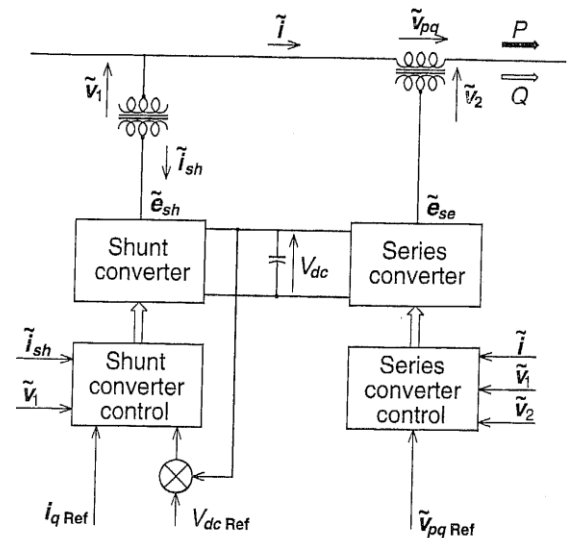 ĩ
ṽpq
P
ṽ1
ṽ2
Q
ĩsh
ẽsh
ẽse
Shunt
converter
Vdc
Series
converter
ĩsh
ṽ1
Shunt
converter
control
Series
converter
control
ĩ
ṽ1
ṽ2
iq Ref
Vdc Ref
ṽpq Ref